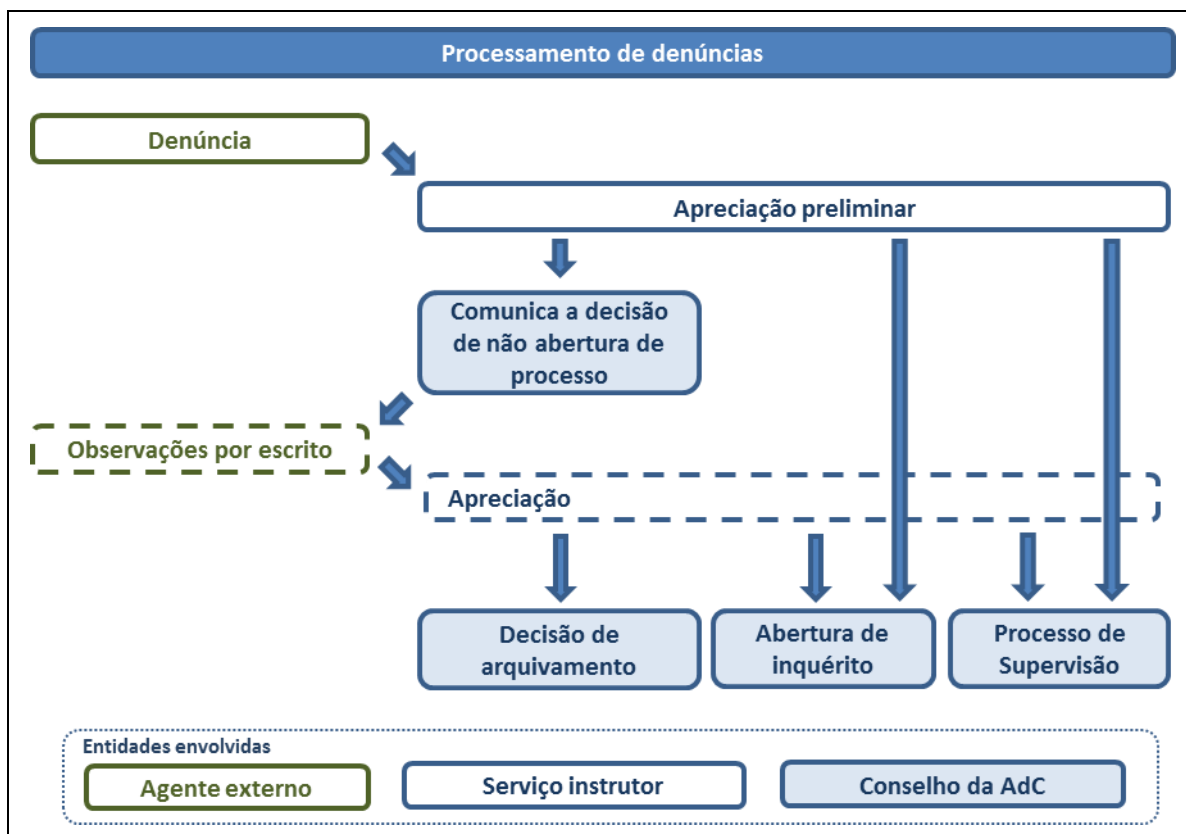 Processamento de denúncias
Denúncia
Apreciação preliminar
Comunica a decisão
de não abertura de
processo
Observações por escrito
Apreciação
Decisão de
arquivamento
Abertura de
inquérito
Processo de
Supervisão
Entidades envolvidas
Agente externo
Serviço instrutor
Conselho da AdC